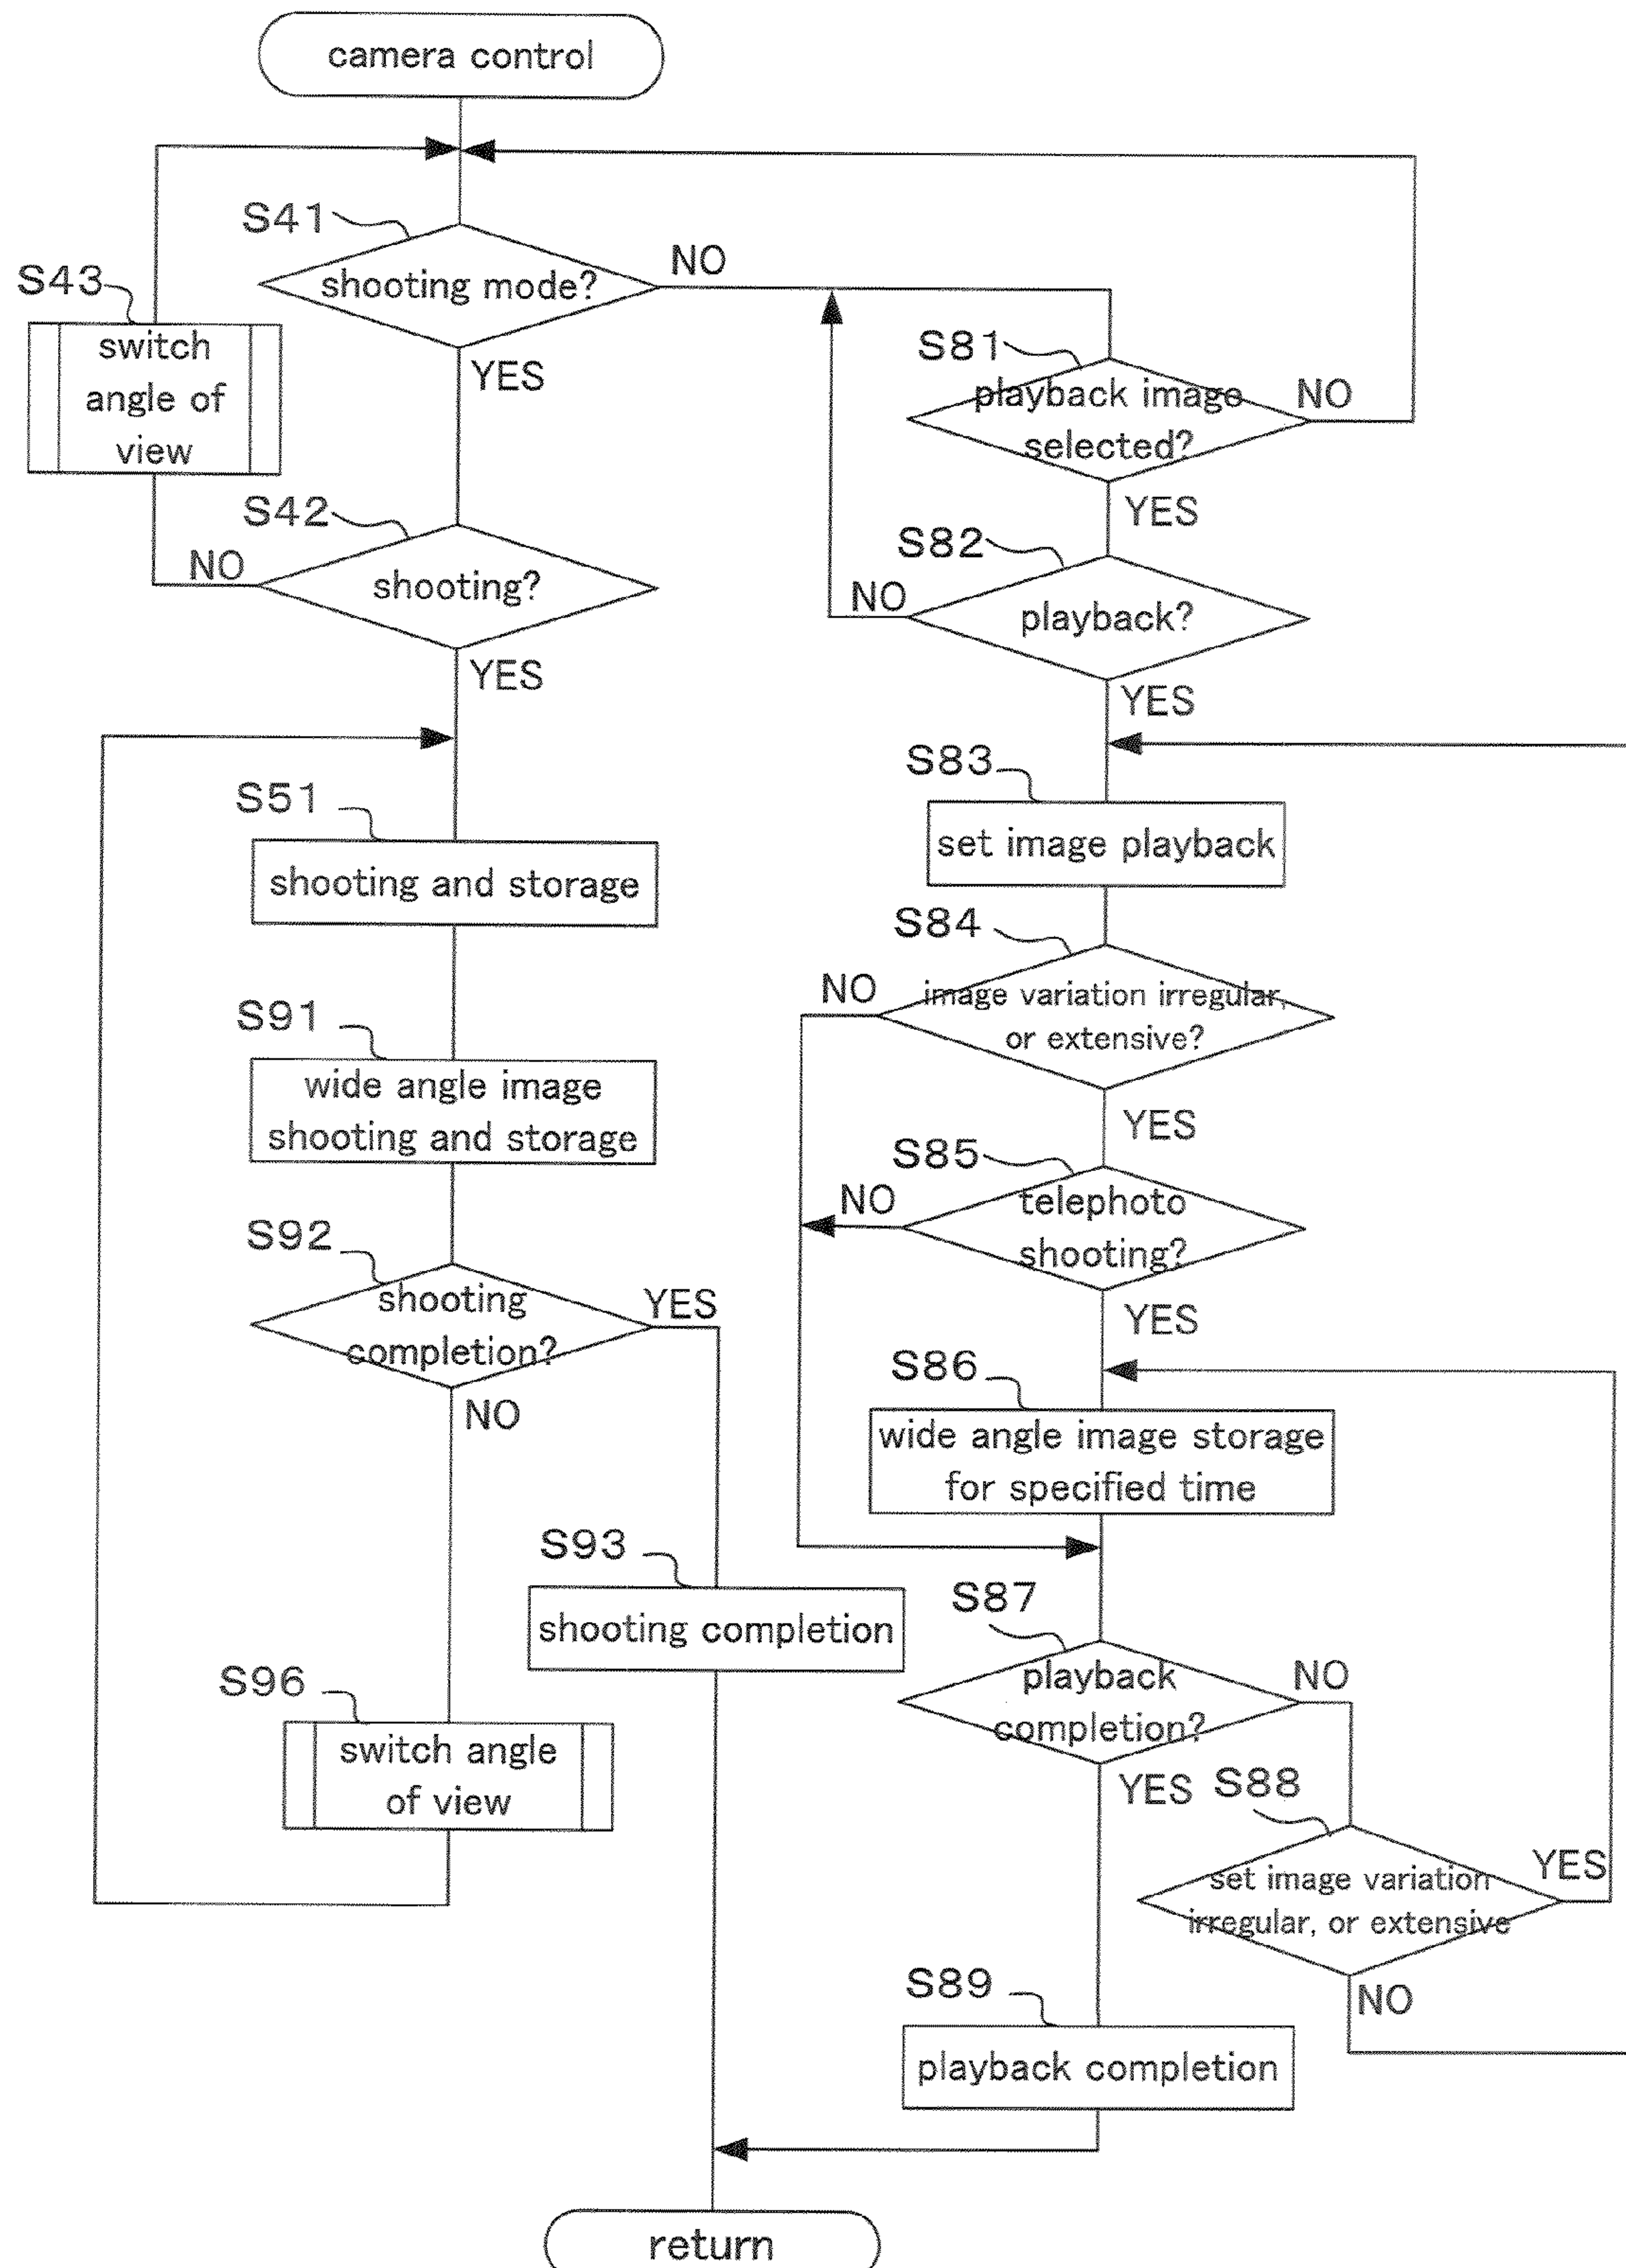 camera control
S41
shooting mode?
NO
YES
S43
switch
angle of
view
S42
shooting?
NO
YES
S51
shooting and storage
S91
wide angle image
shooting and storage
S92
shooting
completion?
YES
NO
S93
shooting completion
S96
switch angle
of view
S81
playback image
selected?
NO
YES
S82
playback?
NO
YES
S83
set image playback
S84
image variation irregular,
or extensive?
NO
YES
S85
telephoto
shooting?
NO
YES
S86
wide angle image storage
for specified time
S87
playback
completion?
NO
YES
S88
set image variation
irregular, or extensive
YES
NO
S89
playback completion
return